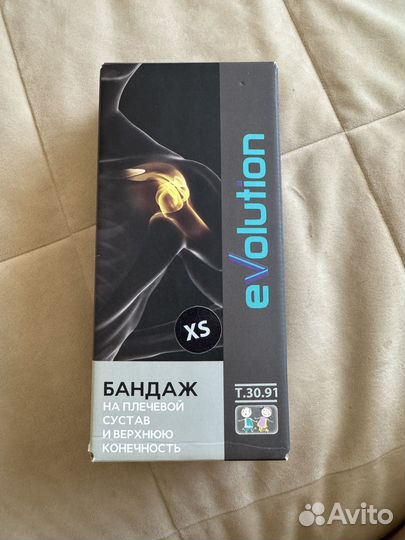 evolution
XS
БАНДАЖ
НА ПЛЕЧЕВОЙ
СУСТАВ
И ВЕРХНЮЮ
КОНЕЧНОСТЬ
Т.30.91
Avito